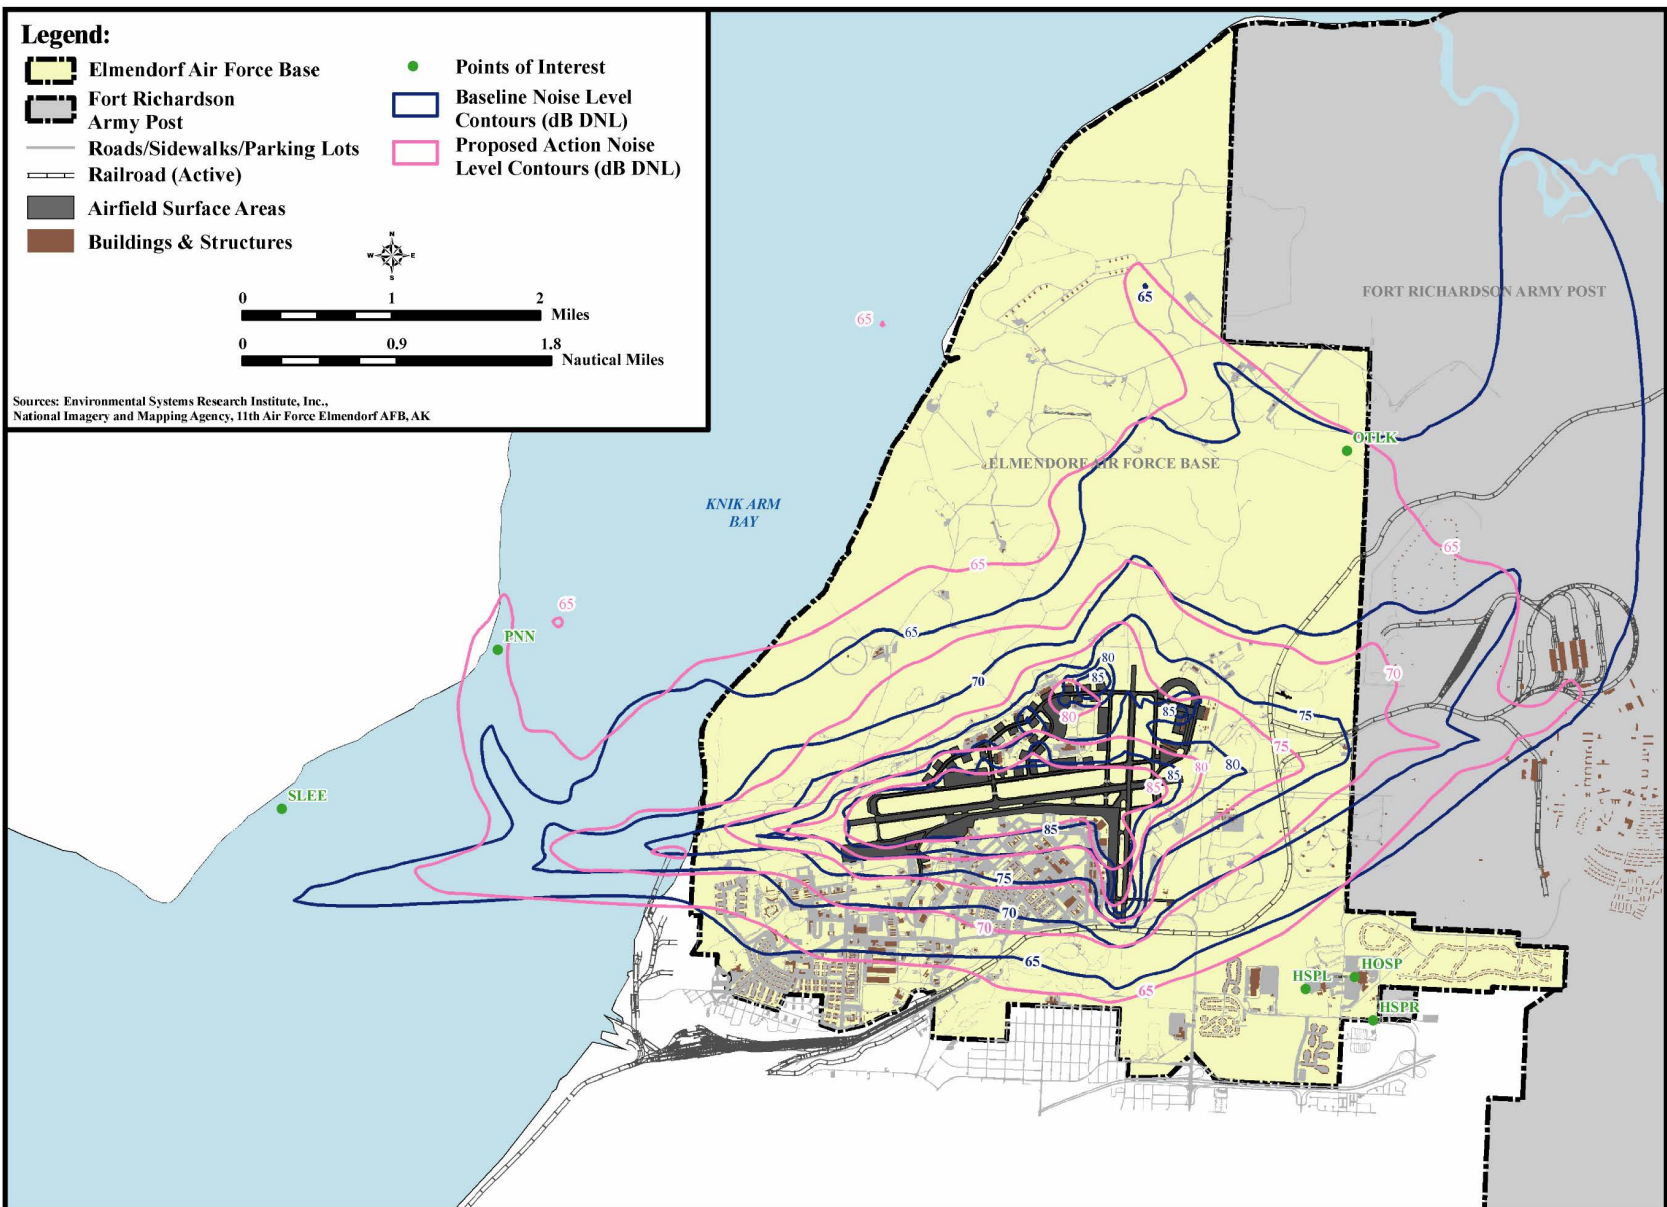 Legend:
Elmendorf Air Force Base
Fort Richardson
Army Post
Roads/Sidewalks/Parking Lots
Railroad (Active)
Airfield Surface Areas
Buildings & Structures
Points of Interest
Baseline Noise Level
Contours (dB DNL)
Proposed Action Noise
Level Contours (dB DNL)
N
W E
S
0 1 2
Miles
0 0.9 1.8
Nautical Miles
Sources: Environmental Systems Research Institute, Inc.,
National Imagery and Mapping Agency, 11th Air Force Elmendorf AFB, AK
FORT RICHARDSON ARMY POST
65
65
OTLK
ELMENDORF AIR FORCE BASE
KNIK ARM
BAY
65
65
65
65
PNN
80
70
70
85
85
75
80
75
80
85
85
SLEE
85
75
70
70
65
HOSP
HSPL
65
HSPR